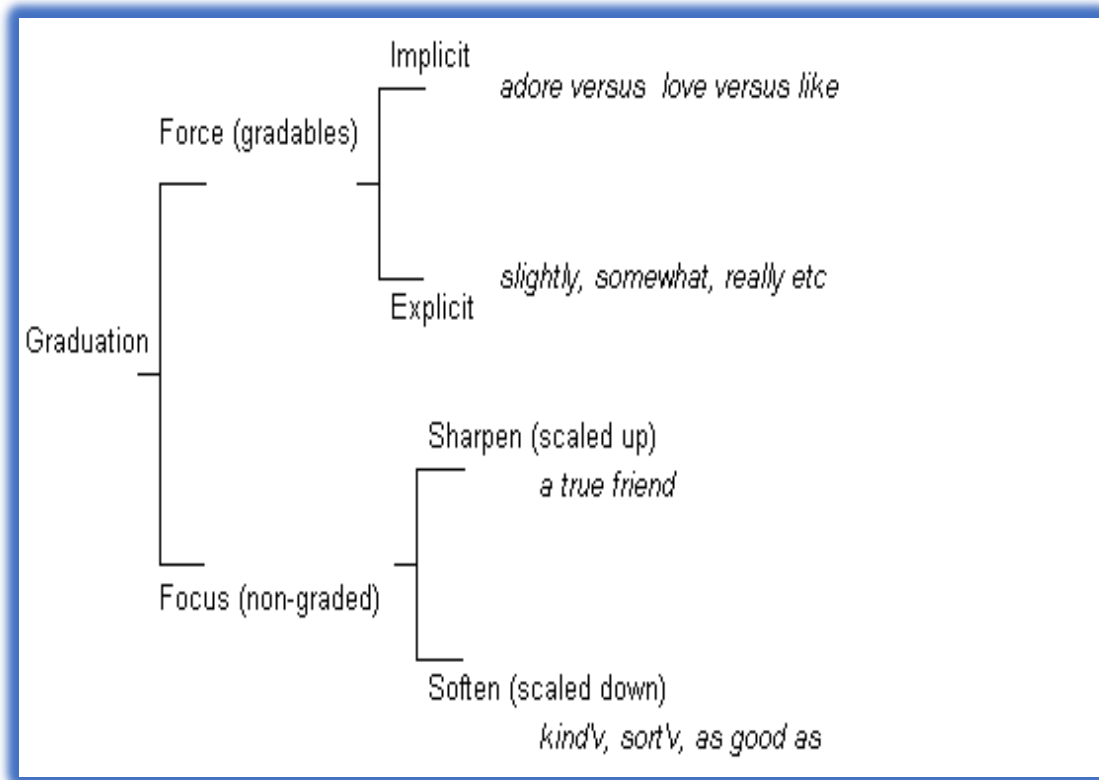 Implicit
adore versus love versus like
Force (gradables)
slightly, somewhat, really etc
Explicit
Graduation
Sharpen (scaled up)
a true friend
Focus (non-graded)
Soften (scaled down)
kind'v, sort'v, as good as